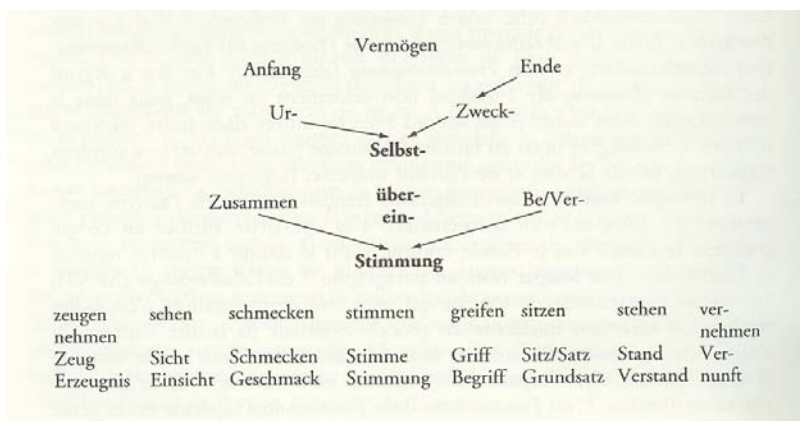 Vermögen
Anfang Ende
Ur- Zweck-
Selbst-
Zusammen über- Be/Ver-
ein-
Stimmung
zeugen sehen schmecken stimmen greifen sitzen stehen ver-
nehmen nehmen
Zeug Sicht Schmecken Stimme Griff Sitz/Satz Stand Ver-
Erzeugnis Einsicht Geschmack Stimmung Begriff Grundsatz Verstand nunft